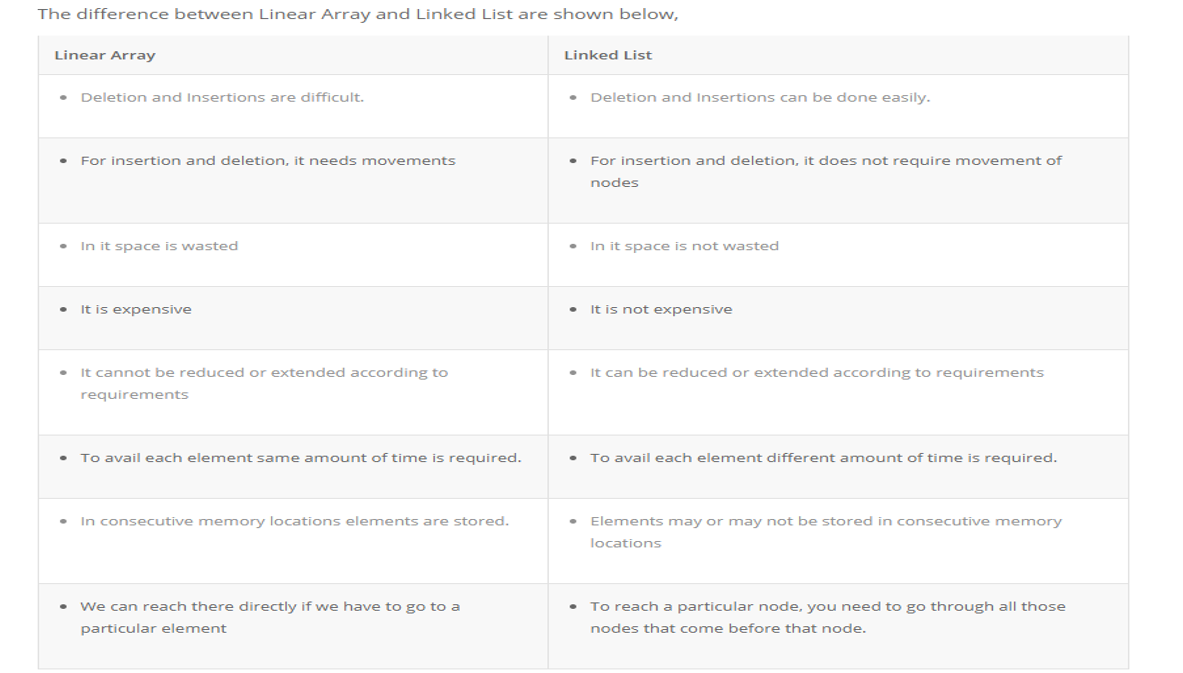 The difference between Linear Array and Linked List are shown below,
Linear Array
Linked List
• Deletion and Insertions are difficult.
• Deletion and Insertions can be done easily.
• For insertion and deletion, it needs movements
• For insertion and deletion, it does not require movement of
nodes
• In it space is wasted
• In it space is not wasted
• It is expensive
• It is not expensive
• It cannot be reduced or extended according to
requirements
• It can be reduced or extended according to requirements
• To avail each element same amount of time is required.
• To avail each element different amount of time is required.
• In consecutive memory locations elements are stored.
• Elements may or may not be stored in consecutive memory
locations
• We can reach there directly if we have to go to a
particular element
• To reach a particular node, you need to go through all those
nodes that come before that node.